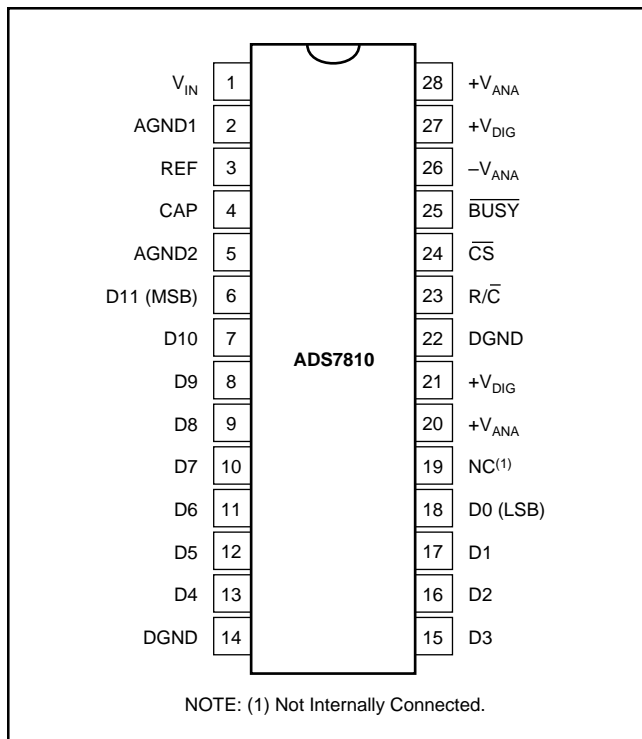 V_IN 1 28 +V_ANA
AGND1 2 27 +V_DIG
REF 3 26 –V_ANA
CAP 4 25 B̅U̅S̅Y̅
AGND2 5 24 C̅S̅
D11 (MSB) 6 23 R/C̅
D10 7 22 DGND
ADS7810
D9 8 21 +V_DIG
D8 9 20 +V_ANA
D7 10 19 NC(1)
D6 11 18 D0 (LSB)
D5 12 17 D1
D4 13 16 D2
DGND 14 15 D3
NOTE: (1) Not Internally Connected.